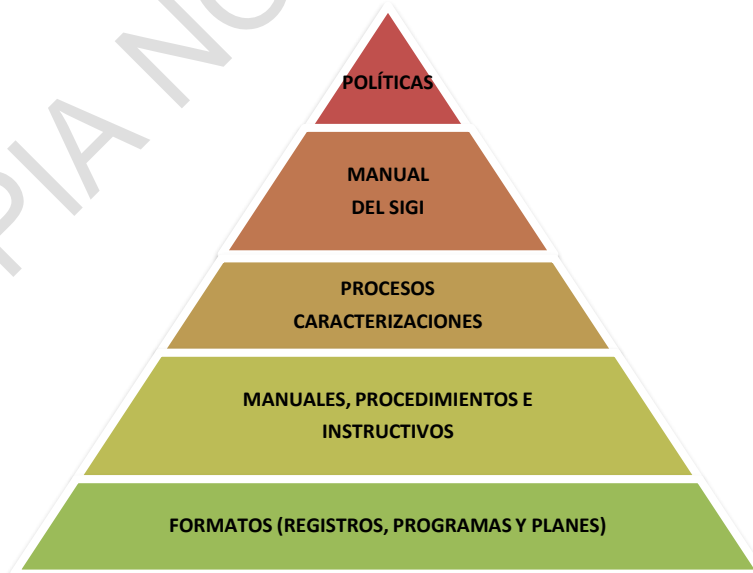 POLÍTICAS
MANUAL
DEL SIGI
PROCESOS
CARACTERIZACIONES
MANUALES, PROCEDIMIENTOS E
INSTRUCTIVOS
FORMATOS (REGISTROS, PROGRAMAS Y PLANES)